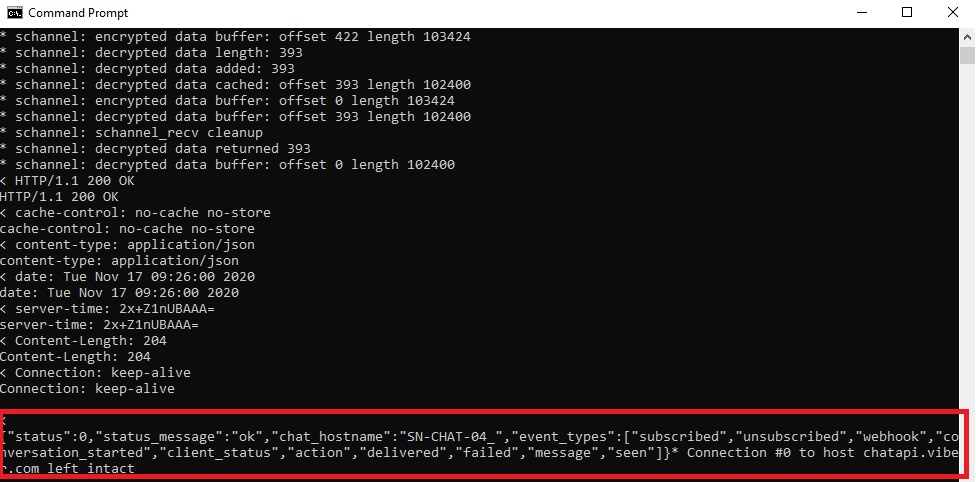 Command Prompt
* schannel: encrypted data buffer: offset 422 length 103424
* schannel: decrypted data length: 393
* schannel: decrypted data added: 393
* schannel: decrypted data cached: offset 393 length 102400
* schannel: encrypted data buffer: offset 0 length 103424
* schannel: decrypted data buffer: offset 393 length 102400
* schannel: schannel_recv cleanup
* schannel: decrypted data returned 393
* schannel: decrypted data buffer: offset 0 length 102400
< HTTP/1.1 200 OK
HTTP/1.1 200 OK
< cache-control: no-cache no-store
cache-control: no-cache no-store
< content-type: application/json
content-type: application/json
< date: Tue Nov 17 09:26:00 2020
date: Tue Nov 17 09:26:00 2020
< server-time: 2x+Z1nUBAAA=
server-time: 2x+Z1nUBAAA=
< Content-Length: 204
Content-Length: 204
< Connection: keep-alive
Connection: keep-alive
<
{"status":0,"status_message":"ok","chat_hostname":"SN-CHAT-04_","event_types":["subscribed","unsubscribed","webhook","co
nversation_started","client_status","action","delivered","failed","message","seen"]}* Connection #0 to host chatapi.vibe
r.com left intact